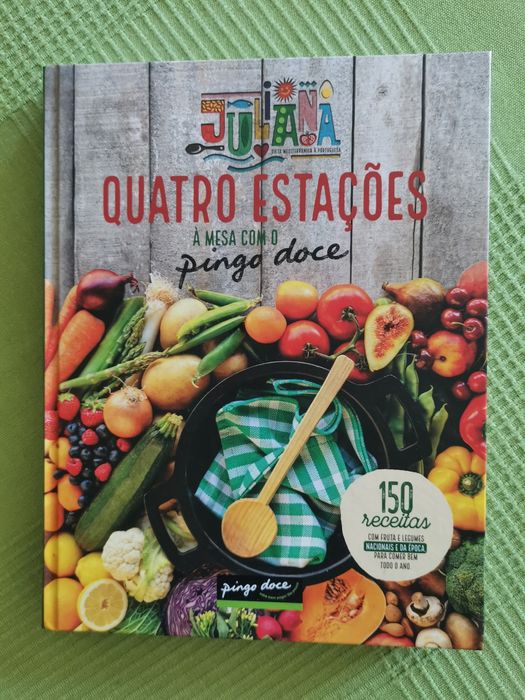 JULIANA
DIETA MEDITERRÂNICA À PORTUGUESA
QUATRO ESTAÇÕES
À MESA COM O
pingo doce
150
receitas
COM FRUTA E LEGUMES
NACIONAIS E DA ÉPOCA,
PARA COMER BEM
TODO O ANO.
pingo doce